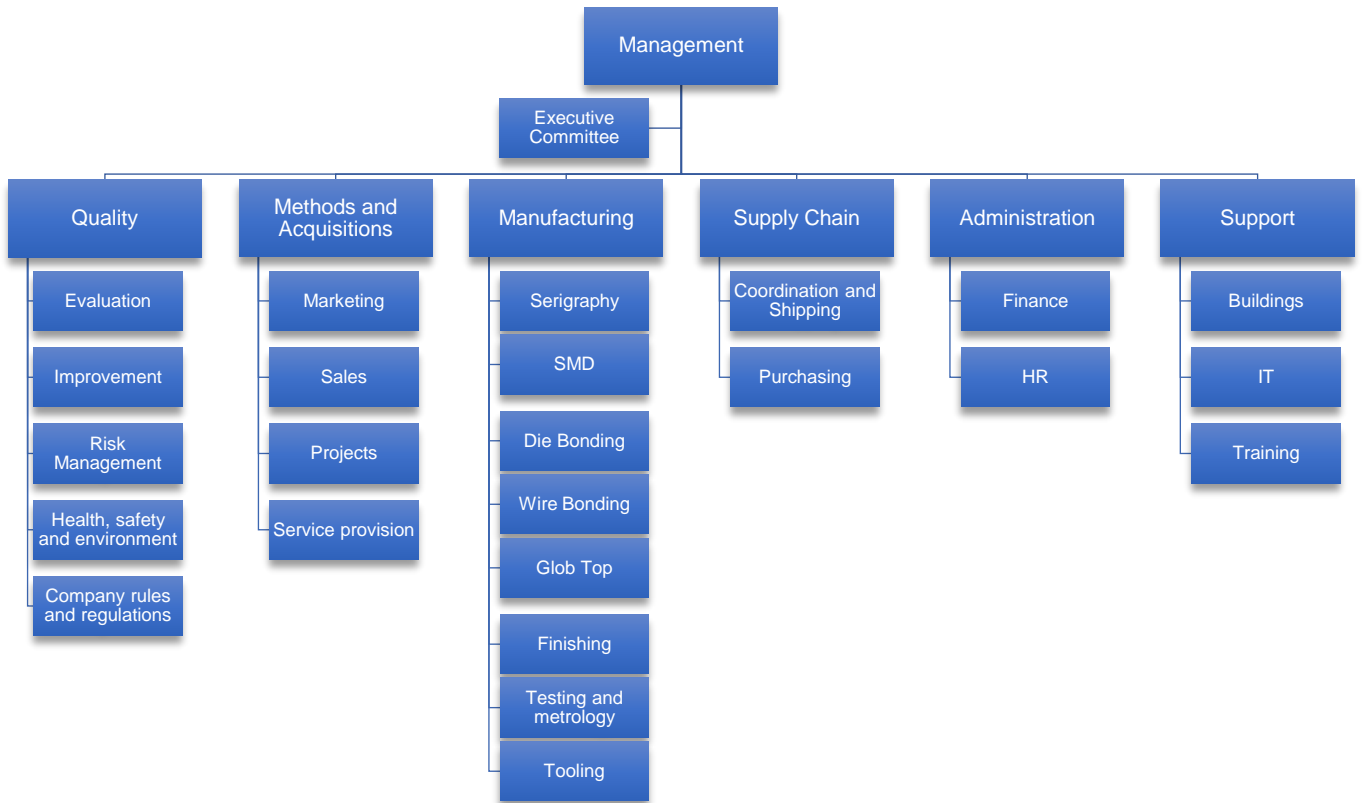 Management
Executive
Committee
Quality
Methods and
Acquisitions
Manufacturing
Supply Chain
Administration
Support
Evaluation
Improvement
Risk
Management
Health, safety
and environment
Company rules
and regulations
Marketing
Sales
Projects
Service provision
Serigraphy
SMD
Die Bonding
Wire Bonding
Glob Top
Finishing
Testing and
metrology
Tooling
Coordination and
Shipping
Purchasing
Finance
HR
Buildings
IT
Training